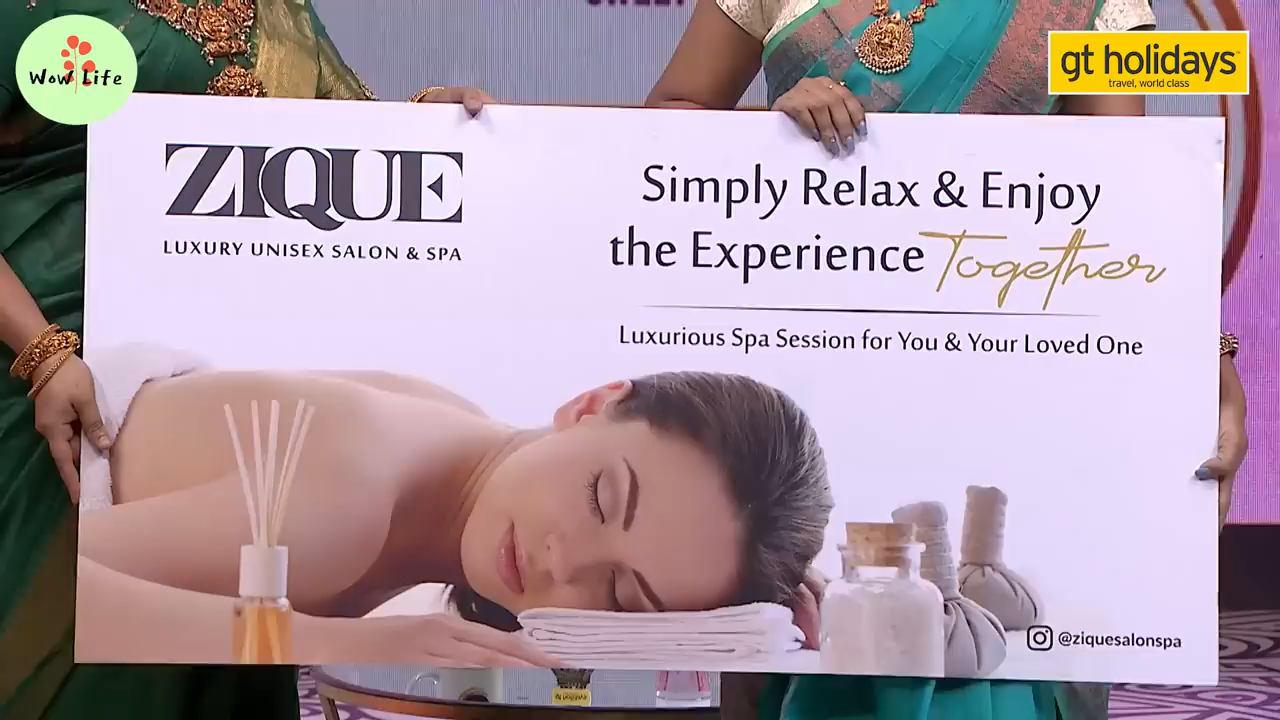 Wow Life
gt holidays
travel, world class
ZIQUE
LUXURY UNISEX SALON & SPA
Simply Relax & Enjoy
the Experience Together
Luxurious Spa Session for You & Your Loved One
@ziquesalonspa